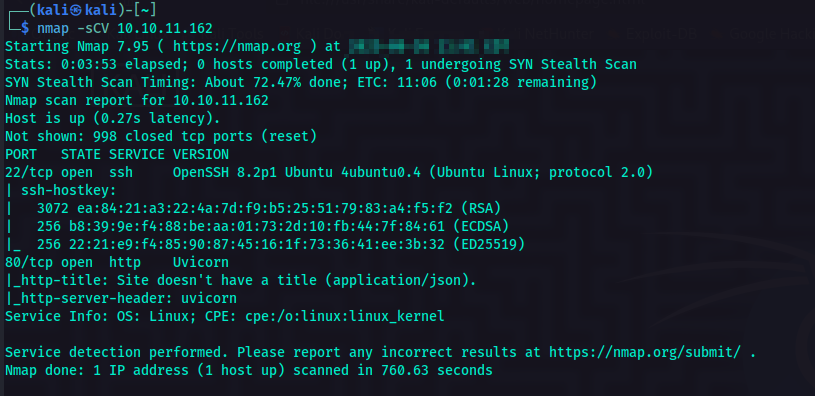 ┌──(kali㉿kali)-[~]
└─$ nmap -sCV 10.10.11.162
Starting Nmap 7.95 ( https://nmap.org ) at
Stats: 0:03:53 elapsed; 0 hosts completed (1 up), 1 undergoing SYN Stealth Scan
SYN Stealth Scan Timing: About 72.47% done; ETC: 11:06 (0:01:28 remaining)
Nmap scan report for 10.10.11.162
Host is up (0.27s latency).
Not shown: 998 closed tcp ports (reset)
PORT   STATE SERVICE VERSION
22/tcp open  ssh     OpenSSH 8.2p1 Ubuntu 4ubuntu0.4 (Ubuntu Linux; protocol 2.0)
| ssh-hostkey:
|   3072 ea:84:21:a3:22:4a:7d:f9:b5:25:51:79:83:a4:f5:f2 (RSA)
|   256 b8:39:9e:f4:88:be:aa:01:73:2d:10:fb:44:7f:84:61 (ECDSA)
|_  256 22:21:e9:f4:85:90:87:45:16:1f:73:36:41:ee:3b:32 (ED25519)
80/tcp open  http    Uvicorn
|_http-title: Site doesn't have a title (application/json).
|_http-server-header: uvicorn
Service Info: OS: Linux; CPE: cpe:/o:linux:linux_kernel

Service detection performed. Please report any incorrect results at https://nmap.org/submit/ .
Nmap done: 1 IP address (1 host up) scanned in 760.63 seconds